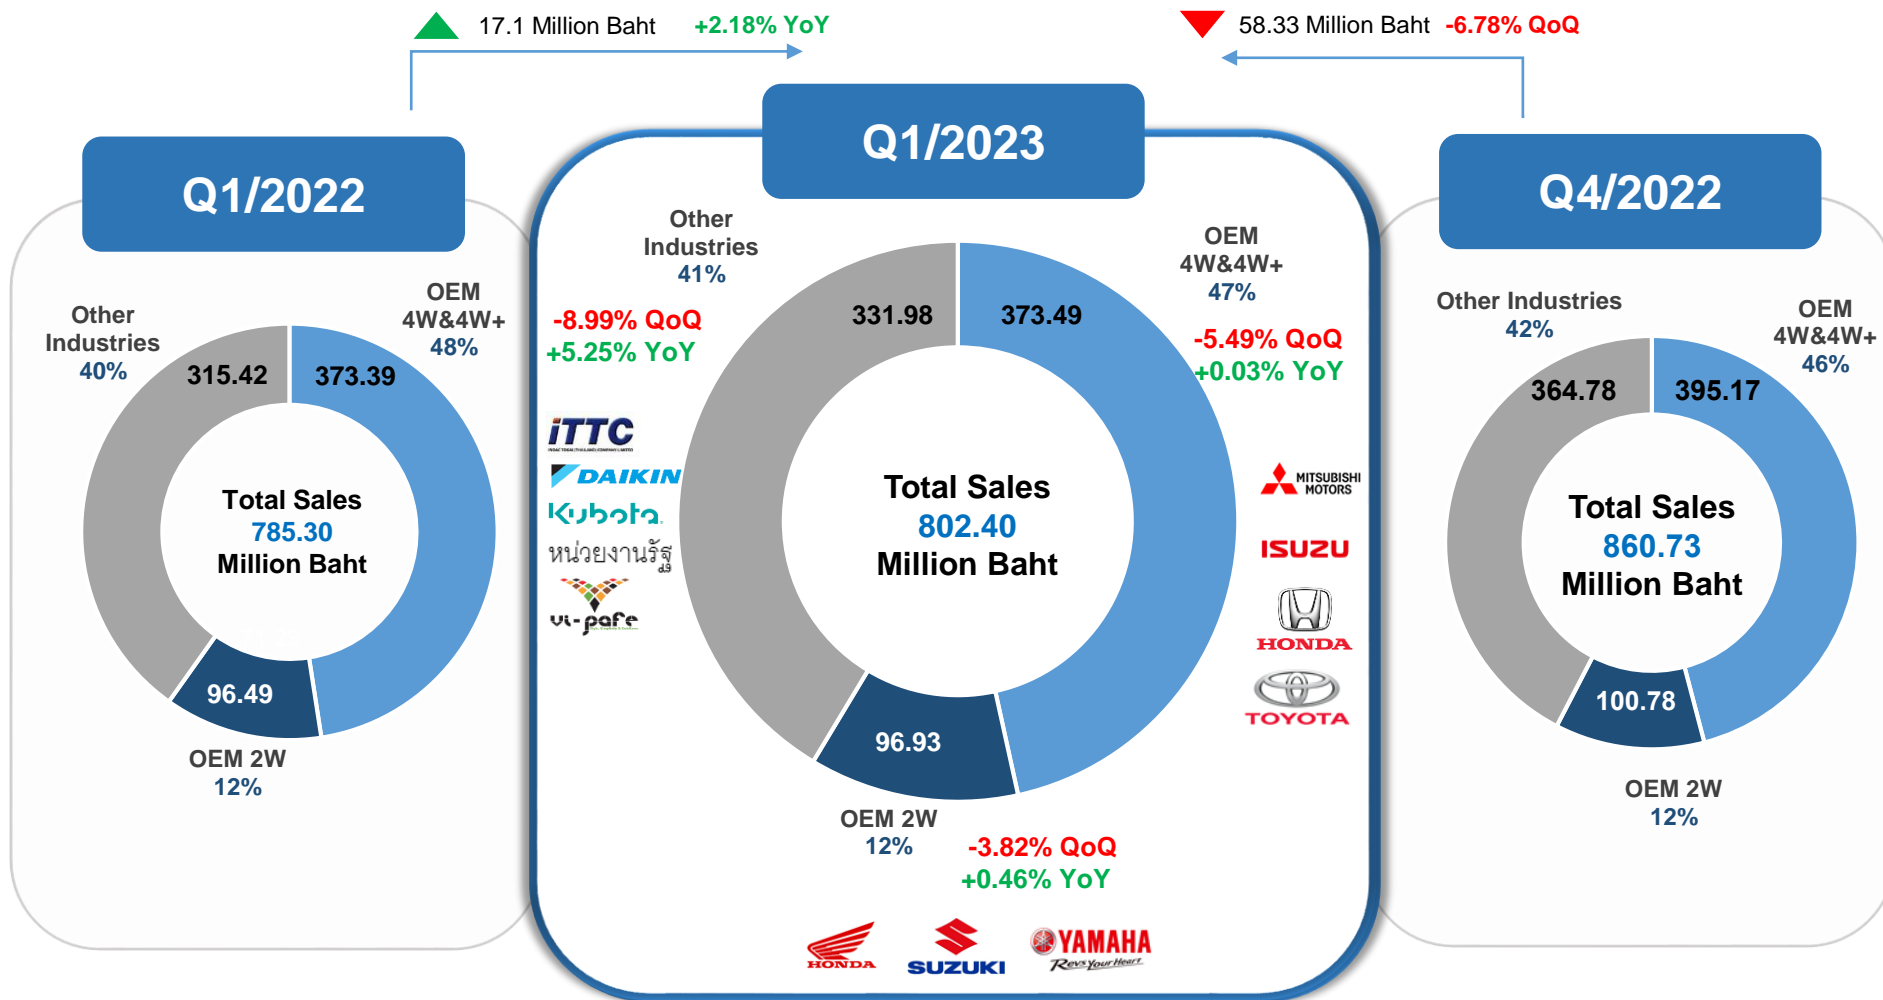 17.1 Million Baht +2.18% YoY
58.33 Million Baht -6.78% QoQ
Q1/2022
OEM
4W&4W+
48%
Other
Industries
40%
315.42
373.39
Total Sales
785.30
Million Baht
96.49
OEM 2W
12%
Q1/2023
Other
Industries
41%
-8.99% QoQ
+5.25% YoY
OEM
4W&4W+
47%
-5.49% QoQ
+0.03% YoY
331.98
373.49
Total Sales
802.40
Million Baht
96.93
OEM 2W
12%
-3.82% QoQ
+0.46% YoY
iTTC
DAIKIN
Kubota
หน่วยงานรัฐ
vi-pafe
MITSUBISHI
MOTORS
ISUZU
HONDA
TOYOTA
HONDA
SUZUKI
YAMAHA
Revs Your Heart
Q4/2022
Other Industries
42%
OEM
4W&4W+
46%
364.78
395.17
Total Sales
860.73
Million Baht
100.78
OEM 2W
12%